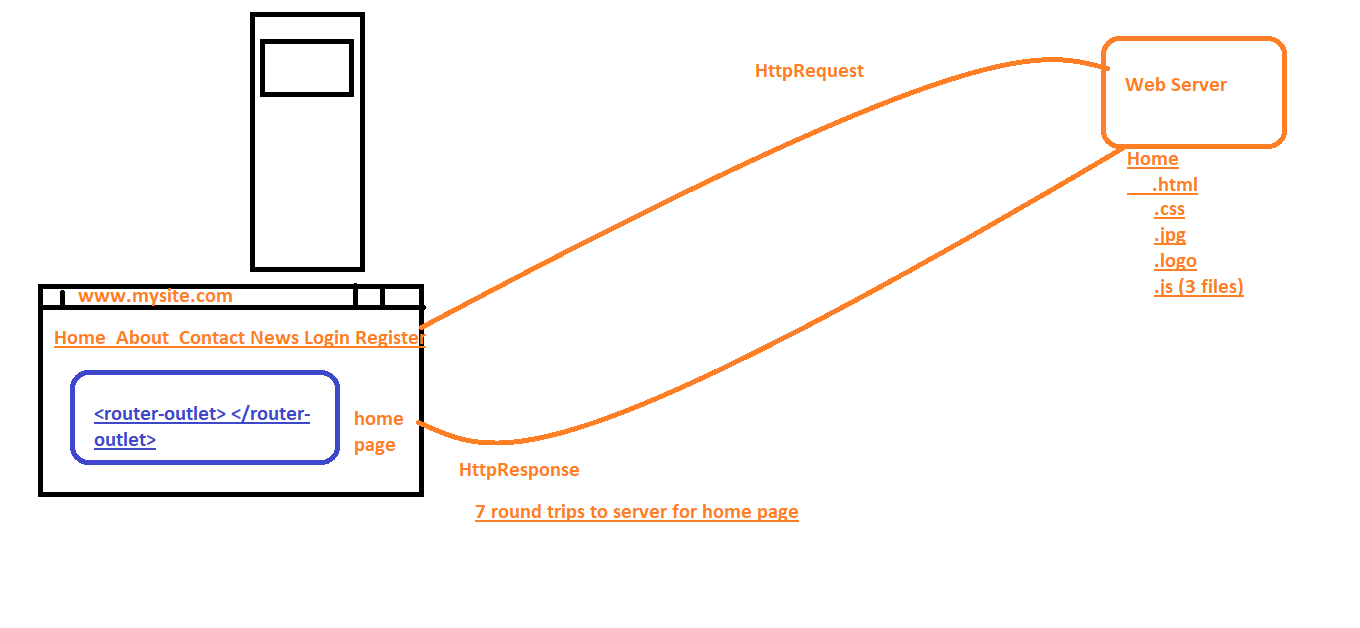 HttpRequest
Web Server
Home
.html
.css
.jpg
.logo
.js (3 files)
www.mysite.com
Home About Contact News Login Register
<router-outlet> </router-
outlet>
home
page
HttpResponse
7 round trips to server for home page